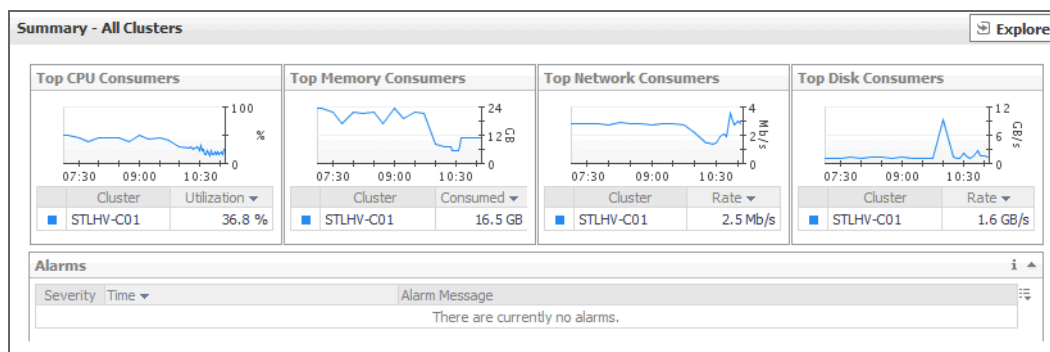 Summary - All Clusters
Explore
Top CPU Consumers
100
%
0
07:30 09:00 10:30
Cluster Utilization
STLHV-C01 36.8 %
Top Memory Consumers
24
12
GB
0
07:30 09:00 10:30
Cluster Consumed
STLHV-C01 16.5 GB
Top Network Consumers
4
2
Mb/s
0
07:30 09:00 10:30
Cluster Rate
STLHV-C01 2.5 Mb/s
Top Disk Consumers
12
6
GB/s
0
07:30 09:00 10:30
Cluster Rate
STLHV-C01 1.6 GB/s
Alarms
i
Severity Time Alarm Message
There are currently no alarms.